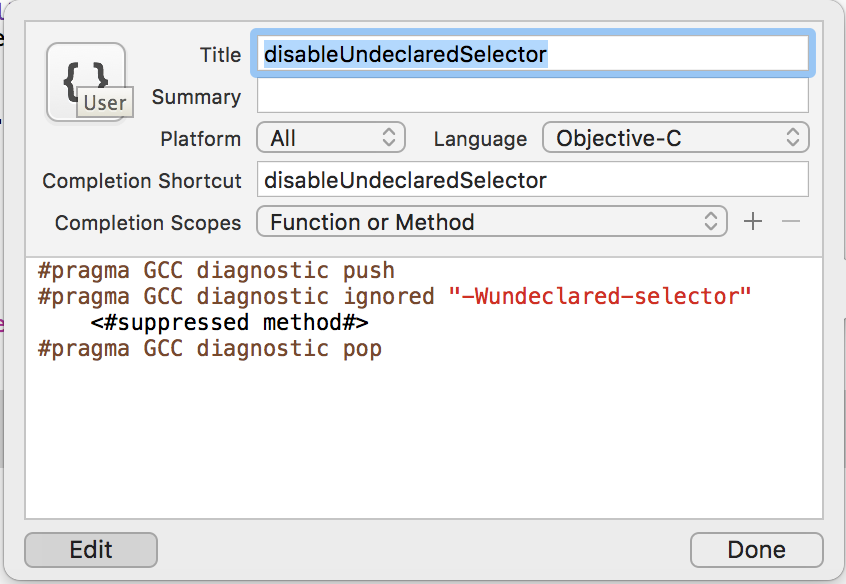 Title disableUndeclaredSelector
{ }
User
Summary
Platform All Language Objective-C
Completion Shortcut disableUndeclaredSelector
Completion Scopes Function or Method + −
#pragma GCC diagnostic push
#pragma GCC diagnostic ignored "-Wundeclared-selector"
<#suppressed method#>
#pragma GCC diagnostic pop
Edit Done